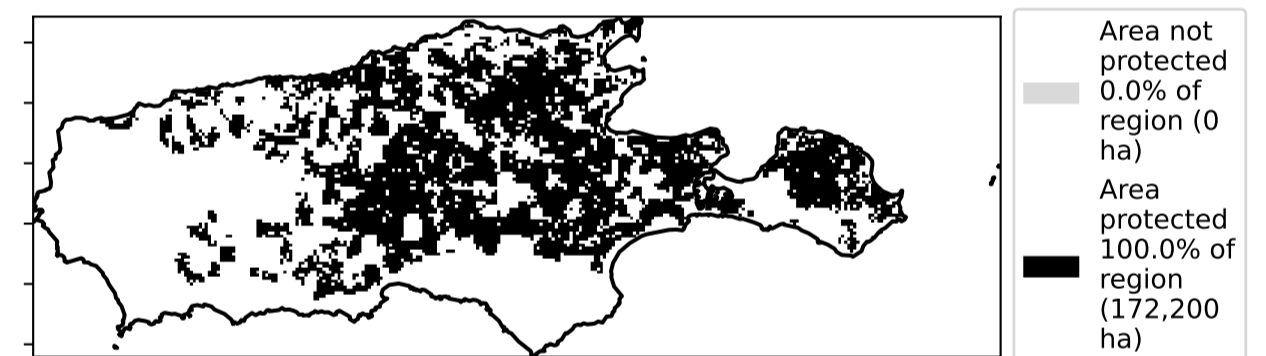 Area not
protected
0.0% of
region (0
ha)
Area
protected
100.0% of
region
(172,200
ha)